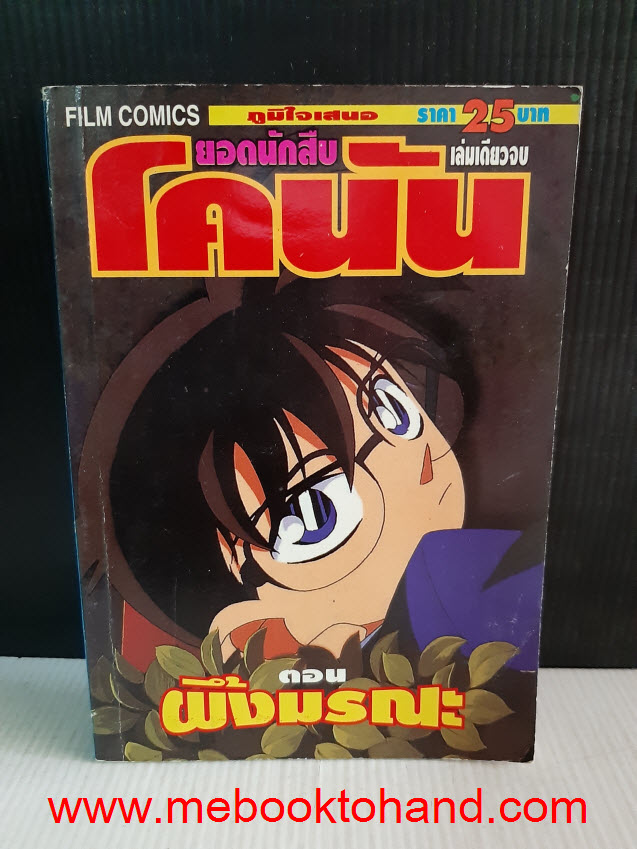 FILM COMICS ภูมิใจเสนอ ราคา 25 บาท
ยอดนักสืบ เล่มเดียวจบ
โคนัน
ตอน
ผึ้งมรณะ
www.mebooktohand.com